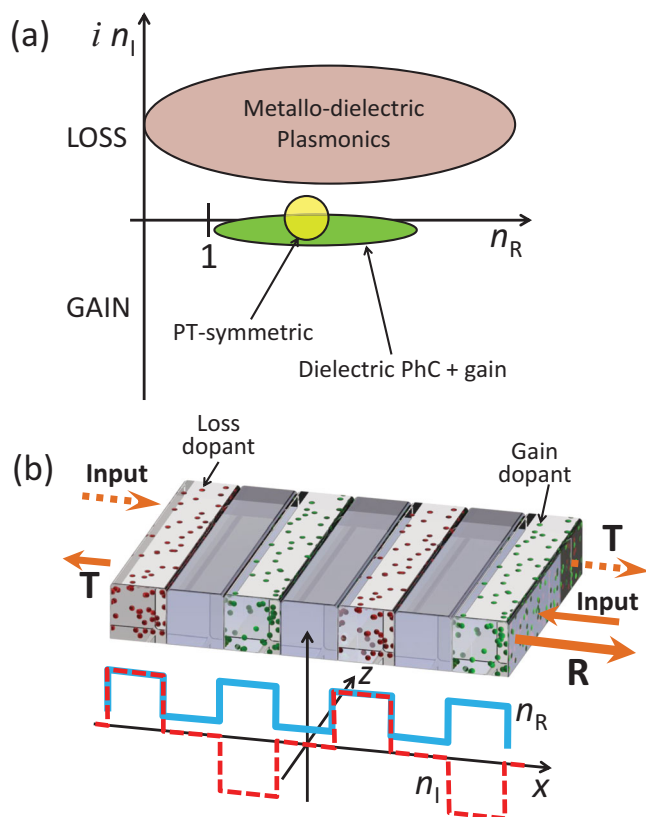 (a)
i n_I
LOSS
Metallo-dielectric
Plasmonics
1
n_R
GAIN
PT-symmetric
Dielectric PhC + gain
(b)
Loss
dopant
Gain
dopant
Input
T
T
Input
R
z
n_R
n_I
x